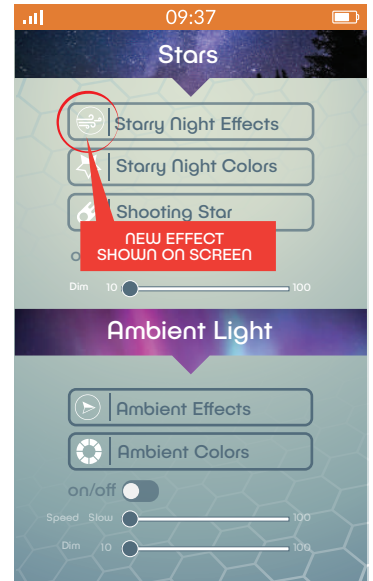 09:37
Stars
Starry Night Effects
Starry Night Colors
Shooting Star
NEW EFFECT
SHOWN ON SCREEN
Dim 10 100
Ambient Light
Ambient Effects
Ambient Colors
on/off
Speed Slow 100
Dim 10 100